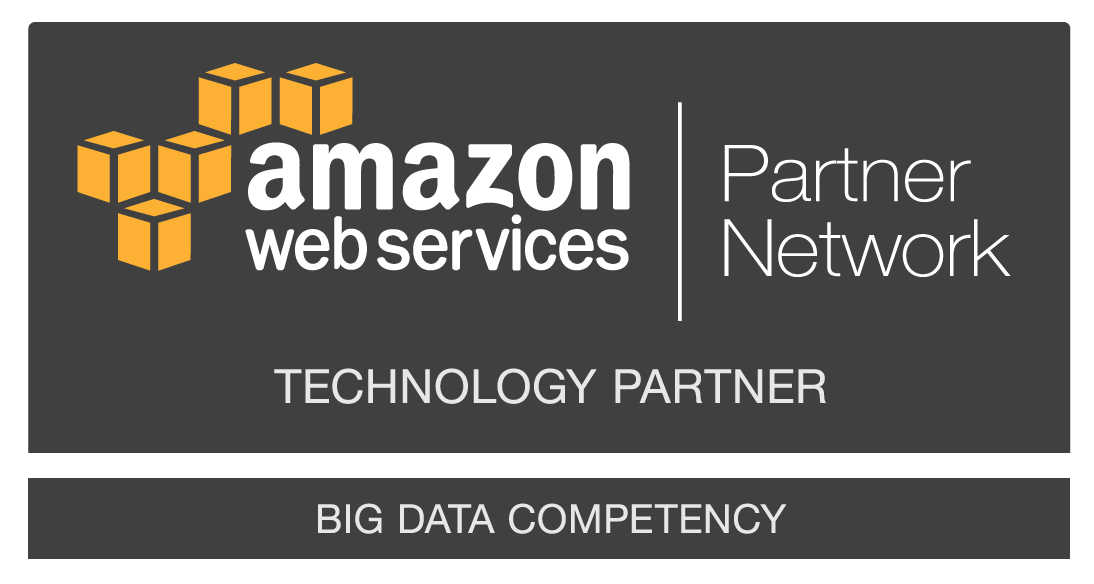 amazon
web services
Partner
Network
TECHNOLOGY PARTNER
BIG DATA COMPETENCY